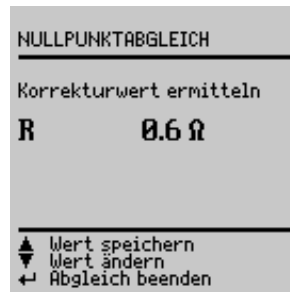 NULLPUNKTABGLEICH
Korrekturwert ermitteln
R 0.6 Ω
▲ Wert speichern
▼ Wert ändern
↵ Abgleich beenden